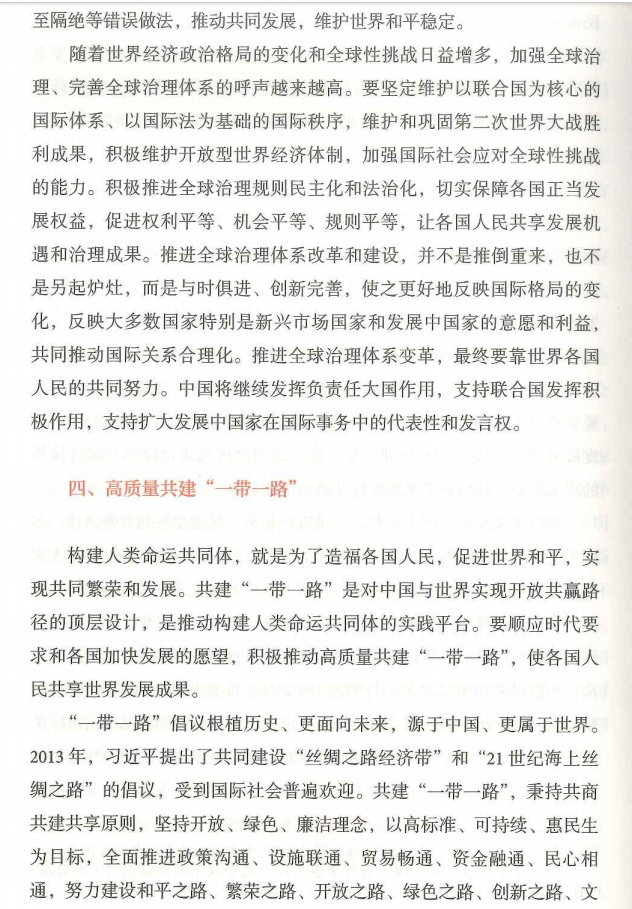 至隔绝等错误做法，推动共同发展，维护世界和平稳定。
随着世界经济政治格局的变化和全球性挑战日益增多，加强全球治
理、完善全球治理体系的呼声越来越高。要坚定维护以联合国为核心的
国际体系、以国际法为基础的国际秩序，维护和巩固第二次世界大战胜
利成果，积极维护开放型世界经济体制，加强国际社会应对全球性挑战
的能力。积极推进全球治理规则民主化和法治化，切实保障各国正当发
展权益，促进权利平等、机会平等、规则平等，让各国人民共享发展机
遇和治理成果。推进全球治理体系改革和建设，并不是推倒重来，也不
是另起炉灶，而是与时俱进、创新完善，使之更好地反映国际格局的变
化，反映大多数国家特别是新兴市场国家和发展中国家的意愿和利益，
共同推动国际关系合理化。推进全球治理体系变革，最终要靠世界各国
人民的共同努力。中国将继续发挥负责任大国作用，支持联合国发挥积
极作用，支持扩大发展中国家在国际事务中的代表性和发言权。
四、高质量共建“一带一路”
构建人类命运共同体，就是为了造福各国人民，促进世界和平，实
现共同繁荣和发展。共建“一带一路”是对中国与世界实现开放共赢路
径的顶层设计，是推动构建人类命运共同体的实践平台。要顺应时代要
求和各国加快发展的愿望，积极推动高质量共建“一带一路”，使各国人
民共享世界发展成果。
“一带一路”倡议根植历史、更面向未来，源于中国、更属于世界。
2013 年，习近平提出了共同建设“丝绸之路经济带”和“21 世纪海上丝
绸之路”的倡议，受到国际社会普遍欢迎。共建“一带一路”，秉持共商
共建共享原则，坚持开放、绿色、廉洁理念，以高标准、可持续、惠民生
为目标，全面推进政策沟通、设施联通、贸易畅通、资金融通、民心相
通，努力建设和平之路、繁荣之路、开放之路、绿色之路、创新之路、文